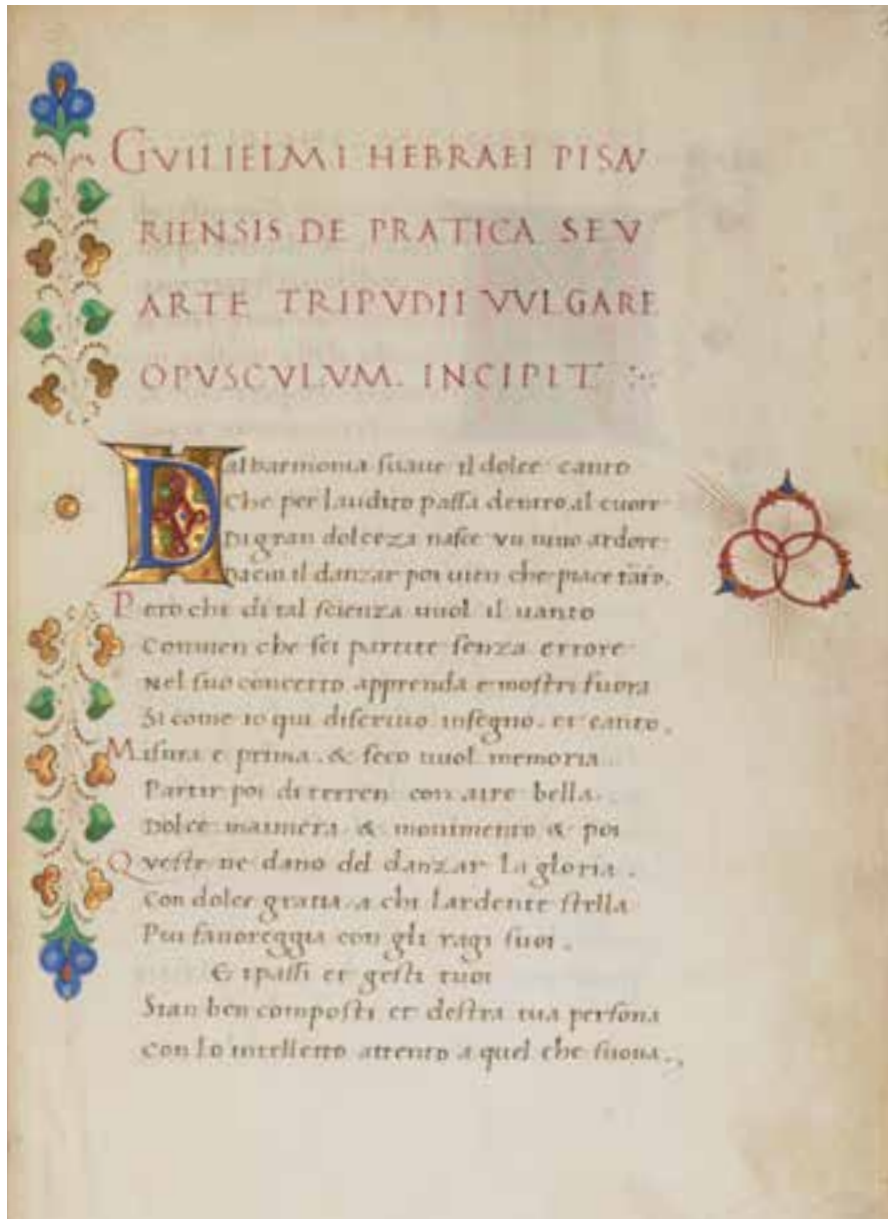 GVILIELMI HEBRAEI PISAV
RIENSIS DE PRATICA SEV
ARTE TRIPVDII VVLGARE
OPVSCVLVM. INCIPIT
Dalharmonia suaue il dolce canto
Che per laudito passa dentro al cuore
Di gran dolceza nasce vn uiuo ardore
Dacui il danzar poi uien che piace tāto.
Pero chi di tal scienza uuol il uanto
Conuien che sei partite senza errore
Nel suo concetto apprenda e mostri fuora
Si come io qui discriuo insegno. et canto.
Misura e prima. & seco uuol memoria
Partir poi di terren con aire bella.
Dolce mainera & mouimento & poi
Queste ne dano del danzar la gloria.
Con dolce gratia a chi lardente stella
Piu fauoreggia con gli ragi suoi.
E ipassi et gesti tuoi
Sian ben composti et destra tua persona
Con lo intelletto attento a quel che suona.